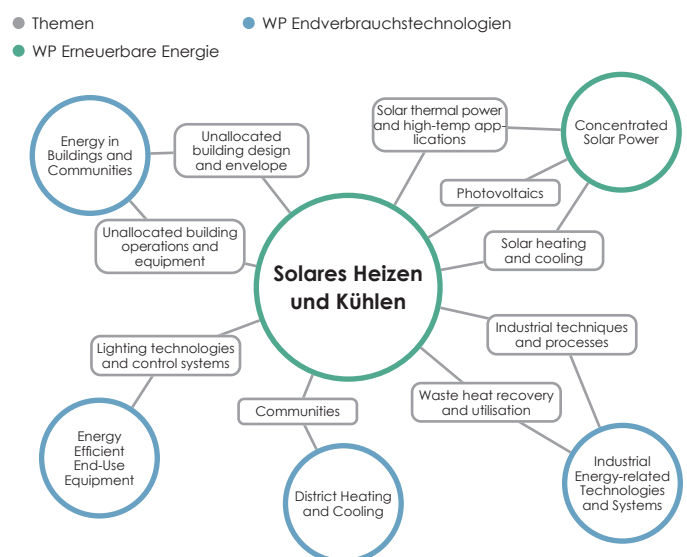 Themen
WP Endverbrauchstechnologien
WP Erneuerbare Energie
Energy in
Buildings and
Communities
Unallocated
building design
and envelope
Solar thermal power
and high-temp app-
lications
Concentrated
Solar Power
Photovoltaics
Unallocated building
operations and
equipment
Solar heating
and cooling
Solares Heizen
und Kühlen
Lighting technologies
and control systems
Industrial techniques
and processes
Communities
Waste heat recovery
and utilisation
Energy
Efficient
End-Use
Equipment
District Heating
and Cooling
Industrial
Energy-related
Technologies
and Systems